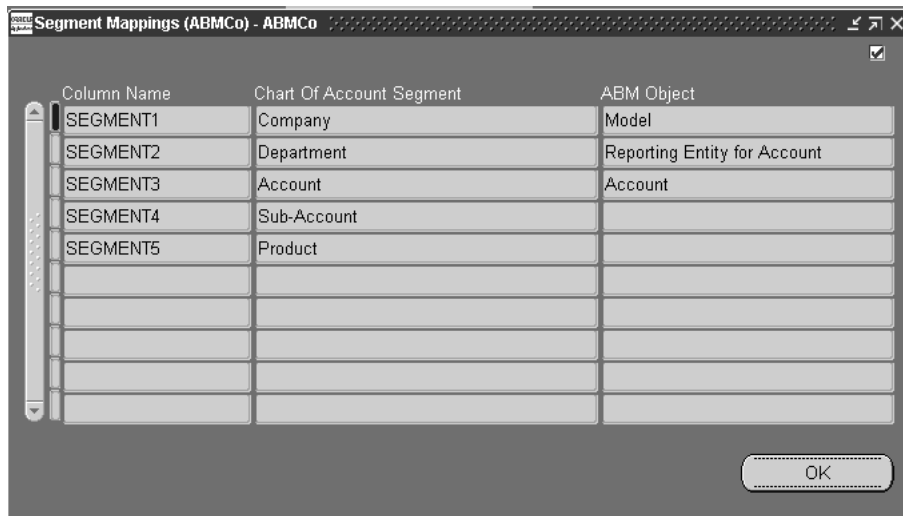 Segment Mappings (ABMCo) - ABMCo
Column Name Chart Of Account Segment ABM Object
SEGMENT1 Company Model
SEGMENT2 Department Reporting Entity for Account
SEGMENT3 Account Account
SEGMENT4 Sub-Account
SEGMENT5 Product
OK